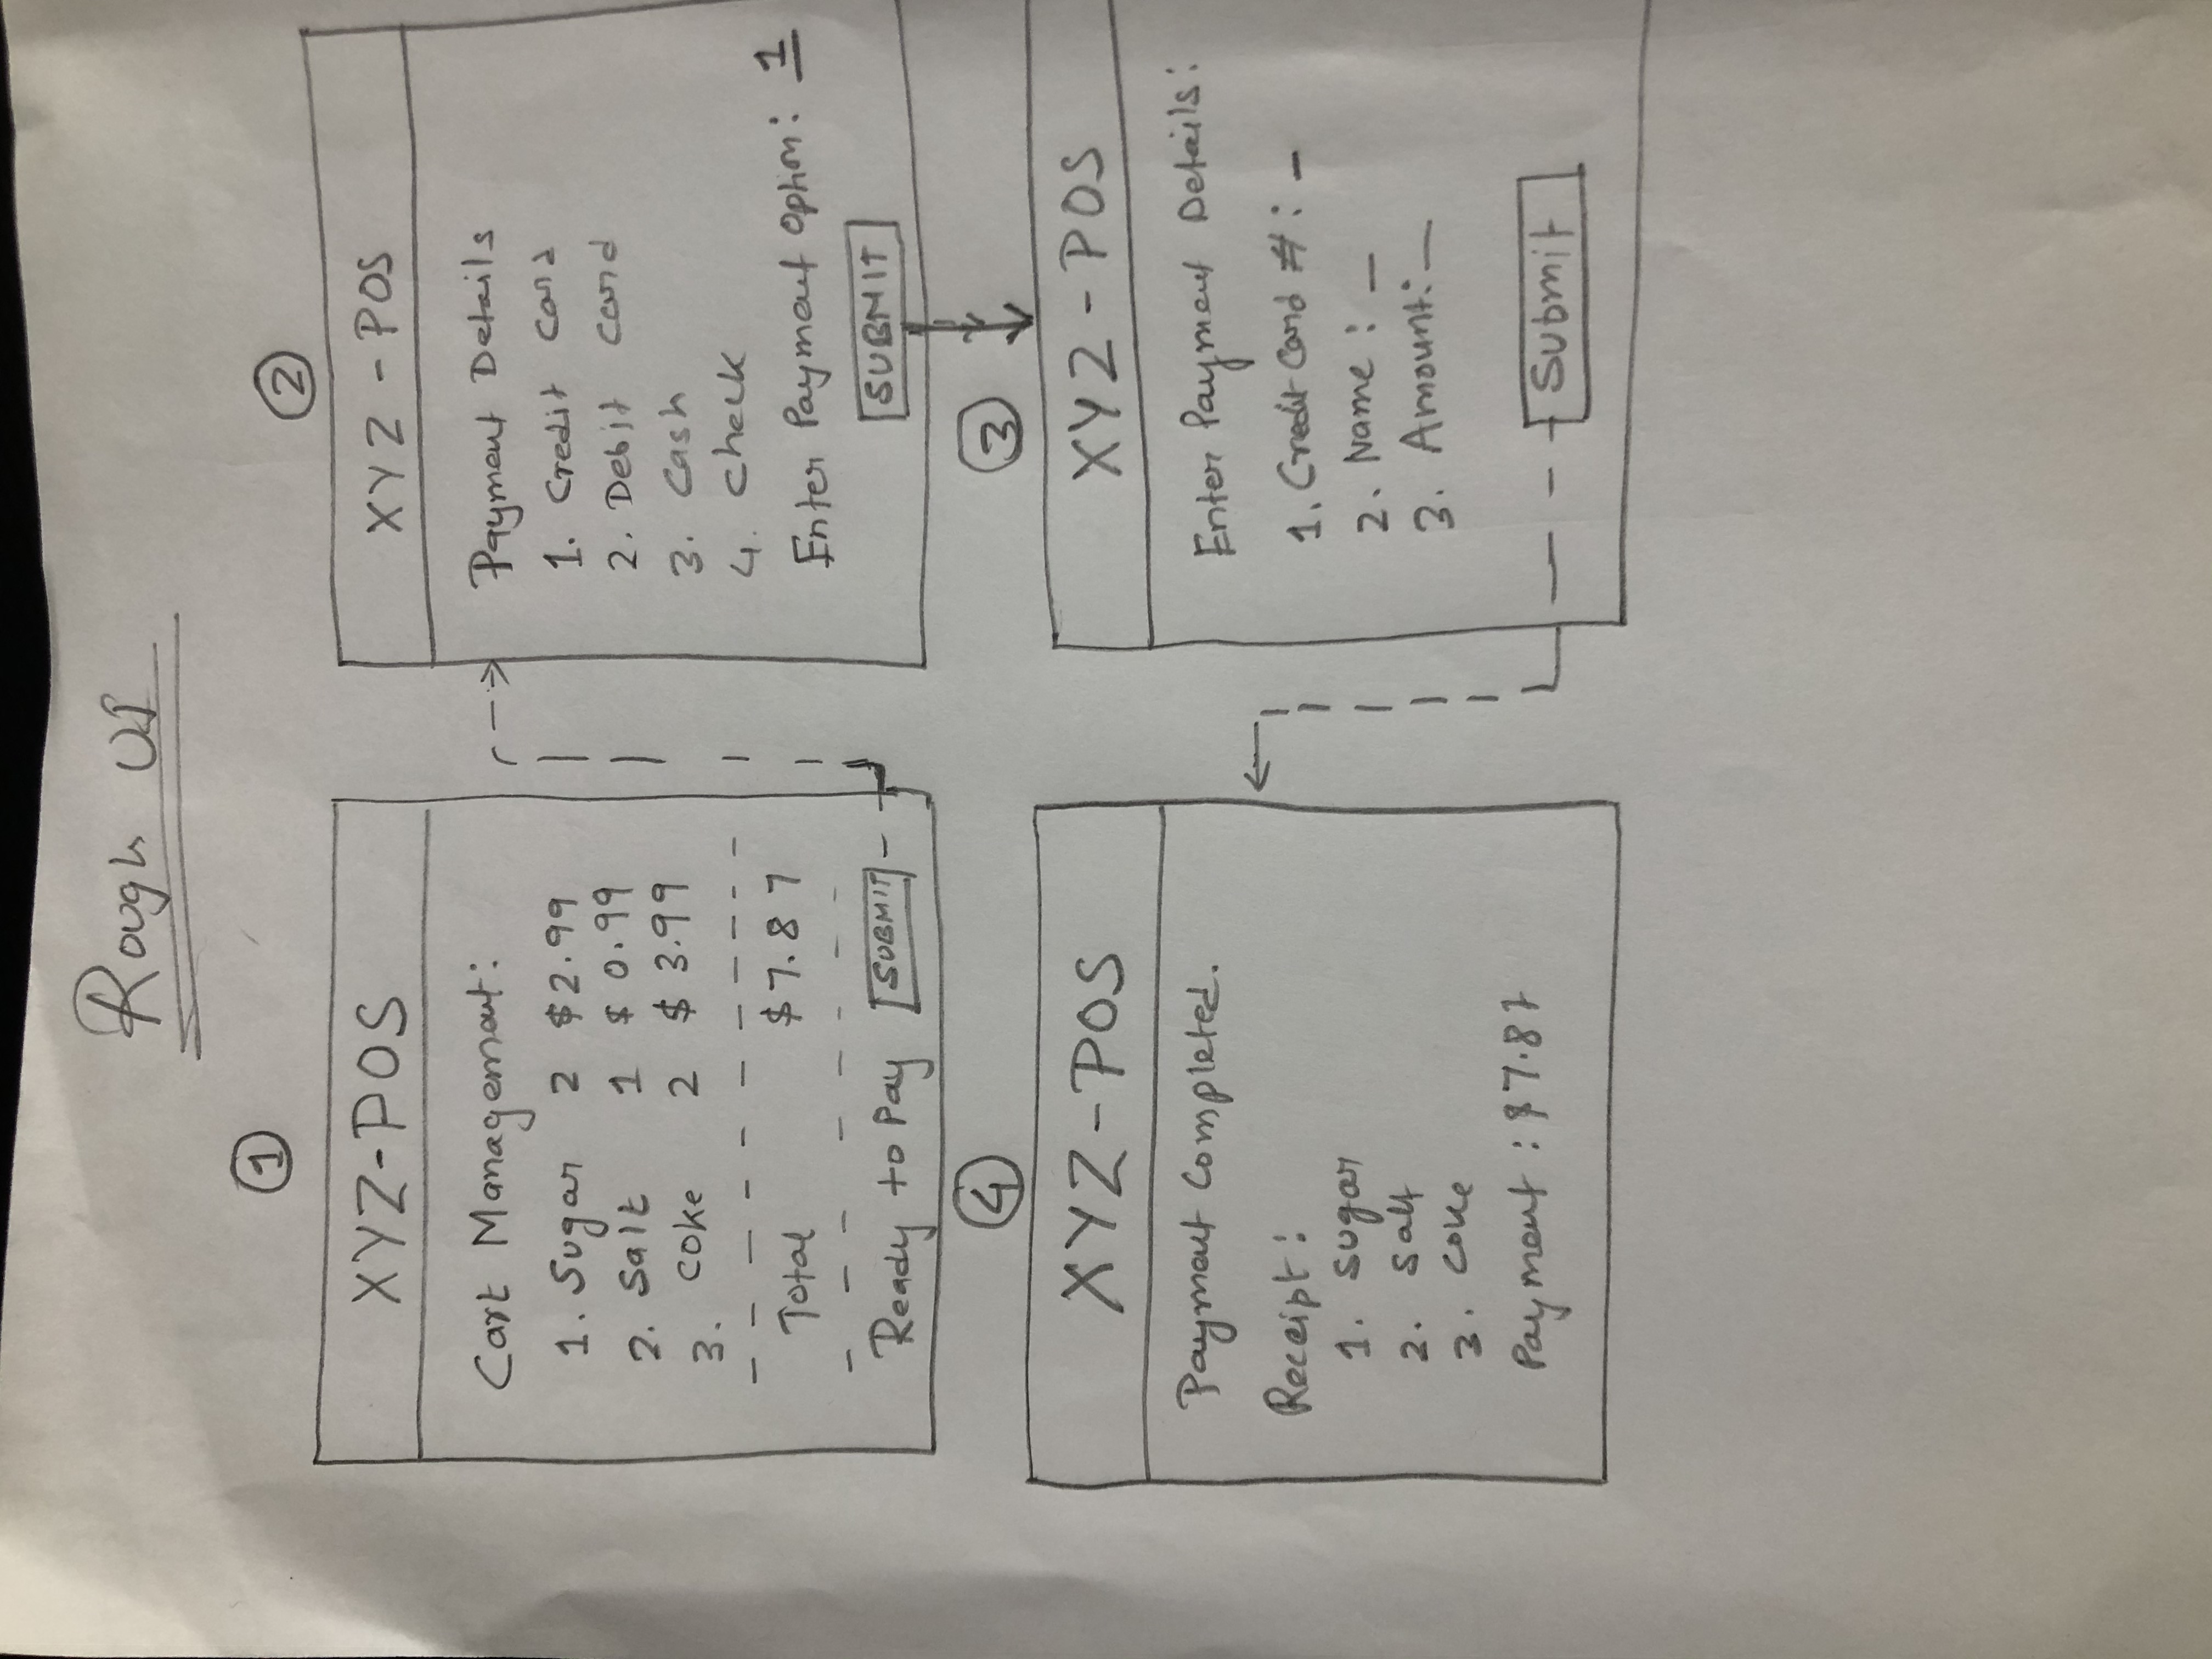 Rough UI
1
XYZ-POS
Cart Management:
1. Sugar 2 $2.99
2. Salt 1 $ 0.99
3. Coke 2 $ 3.99
Total $7.87
Ready to Pay SUBMIT
2
XYZ - POS
Payment Details
1. Credit Card
2. Debit card
3. Cash
4. Check
Enter Payment Option: 1
SUBMIT
3
XYZ - POS
Enter Payment Details:
1. Credit Card #: _
2. Name : _
3. Amount: _
Submit
4
XYZ-POS
Payment Completed.
Receipt:
1. Sugar
2. Salt
3. Coke
Payment : $7.87